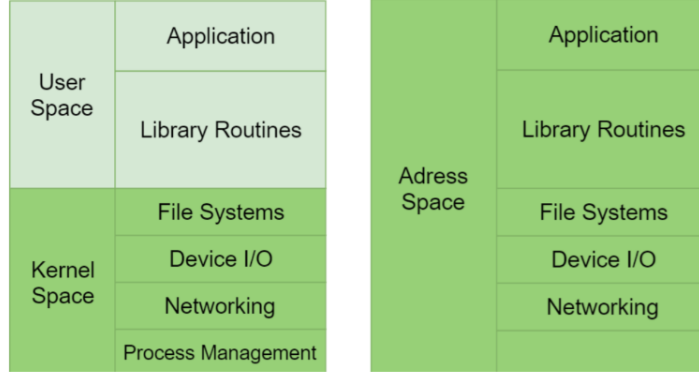 User
Space
Application
Library Routines
Kernel
Space
File Systems
Device I/O
Networking
Process Management
Adress
Space
Application
Library Routines
File Systems
Device I/O
Networking